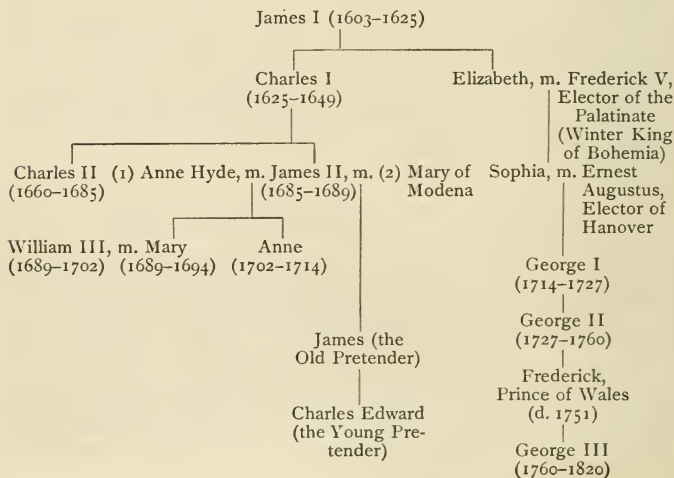 James I (1603–1625)
Charles I
(1625–1649)
Elizabeth, m. Frederick V,
Elector of the
Palatinate
(Winter King
of Bohemia)
Charles II (1) Anne Hyde, m. James II, m. (2) Mary of
(1660–1685) (1685–1689) Modena
Sophia, m. Ernest
Augustus,
Elector of
Hanover
William III, m. Mary Anne
(1689–1702) (1689–1694) (1702–1714)
George I
(1714–1727)
George II
(1727–1760)
James (the
Old Pretender)
Frederick,
Prince of Wales
(d. 1751)
Charles Edward
(the Young Pre-
tender)
George III
(1760–1820)